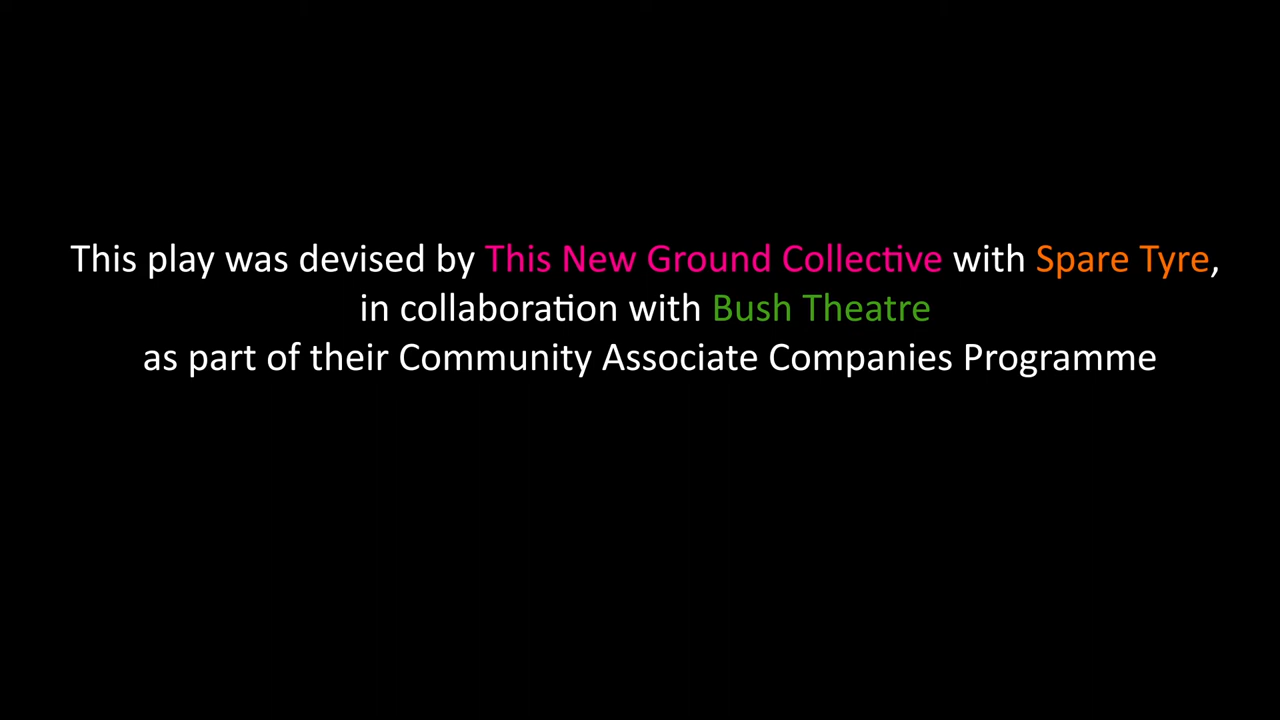 This play was devised by This New Ground Collective with Spare Tyre,
in collaboration with Bush Theatre
as part of their Community Associate Companies Programme